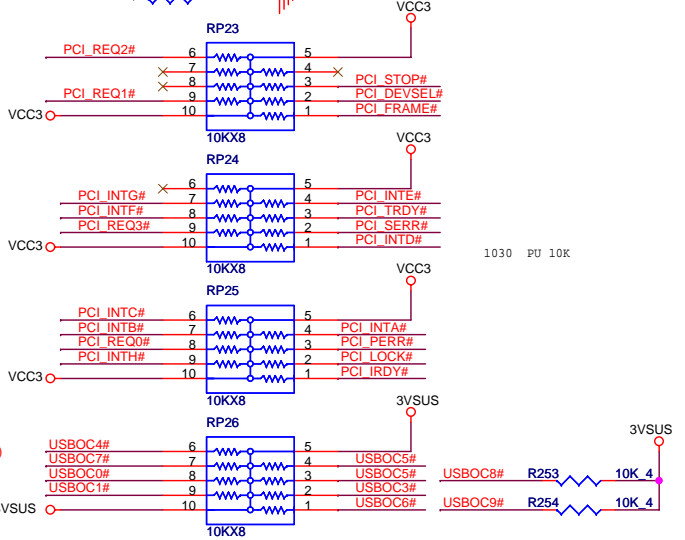 VCC3
RP23
PCI_REQ2# 6 5
7 4
8 3 PCI_STOP#
PCI_REQ1# 9 2 PCI_DEVSEL#
VCC3 10 1 PCI_FRAME#
10KX8
VCC3
RP24
6 5
PCI_INTG# 7 4 PCI_INTE#
PCI_INTF# 8 3 PCI_TRDY#
PCI_REQ3# 9 2 PCI_SERR#
VCC3 10 1 PCI_INTD#
10KX8
1030 PU 10K
VCC3
RP25
PCI_INTC# 6 5
PCI_INTB# 7 4 PCI_INTA#
PCI_REQ0# 8 3 PCI_PERR#
PCI_INTH# 9 2 PCI_LOCK#
VCC3 10 1 PCI_IRDY#
10KX8
3VSUS
RP26
3VSUS
USBOC4# 6 5
USBOC7# 7 4 USBOC5#
USBOC0# 8 3 USBOC5# USBOC8# R253 10K_4
USBOC1# 9 2 USBOC3#
VSUS 10 1 USBOC6# USBOC9# R254 10K_4
10KX8